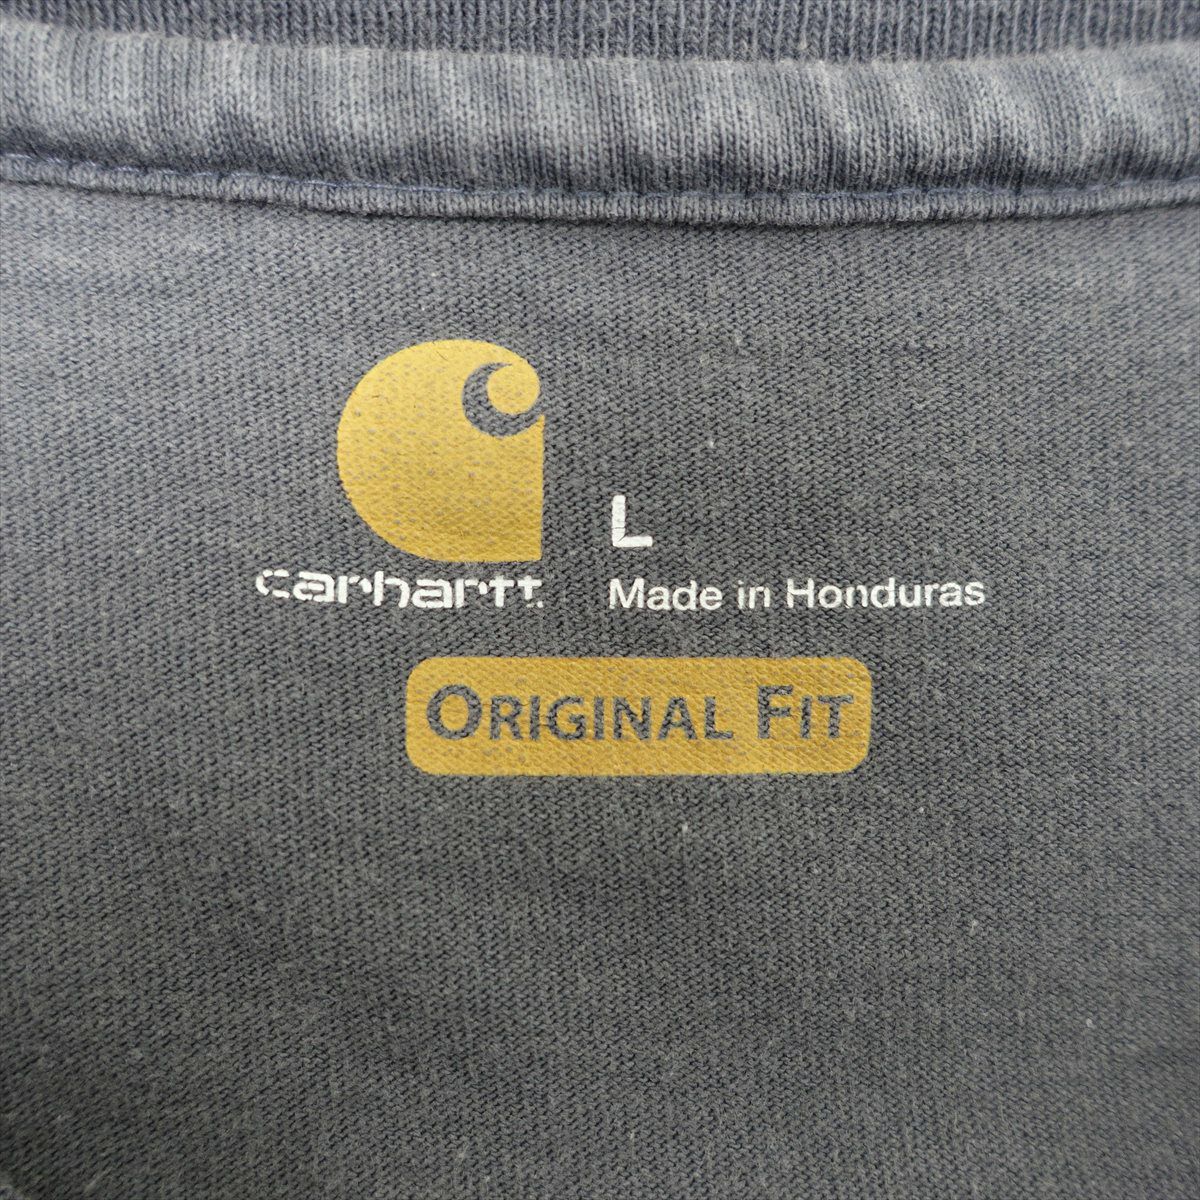 L
carhartt.
Made in Honduras
ORIGINAL FIT